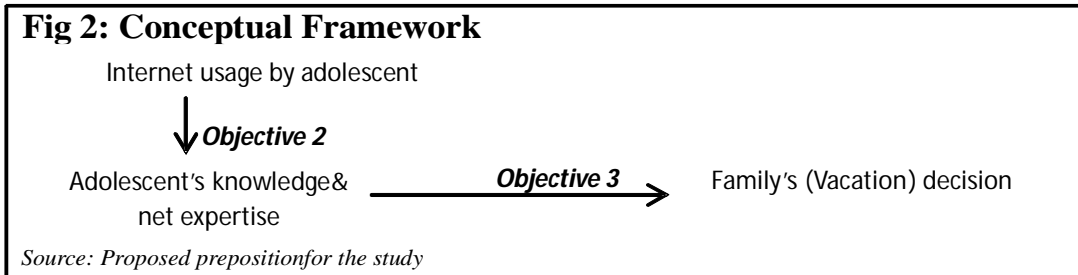 Fig 2: Conceptual Framework
Internet usage by adolescent
Objective 2
Adolescent's knowledge&
net expertise
Objective 3
Family's (Vacation) decision
Source: Proposed prepositionfor the study